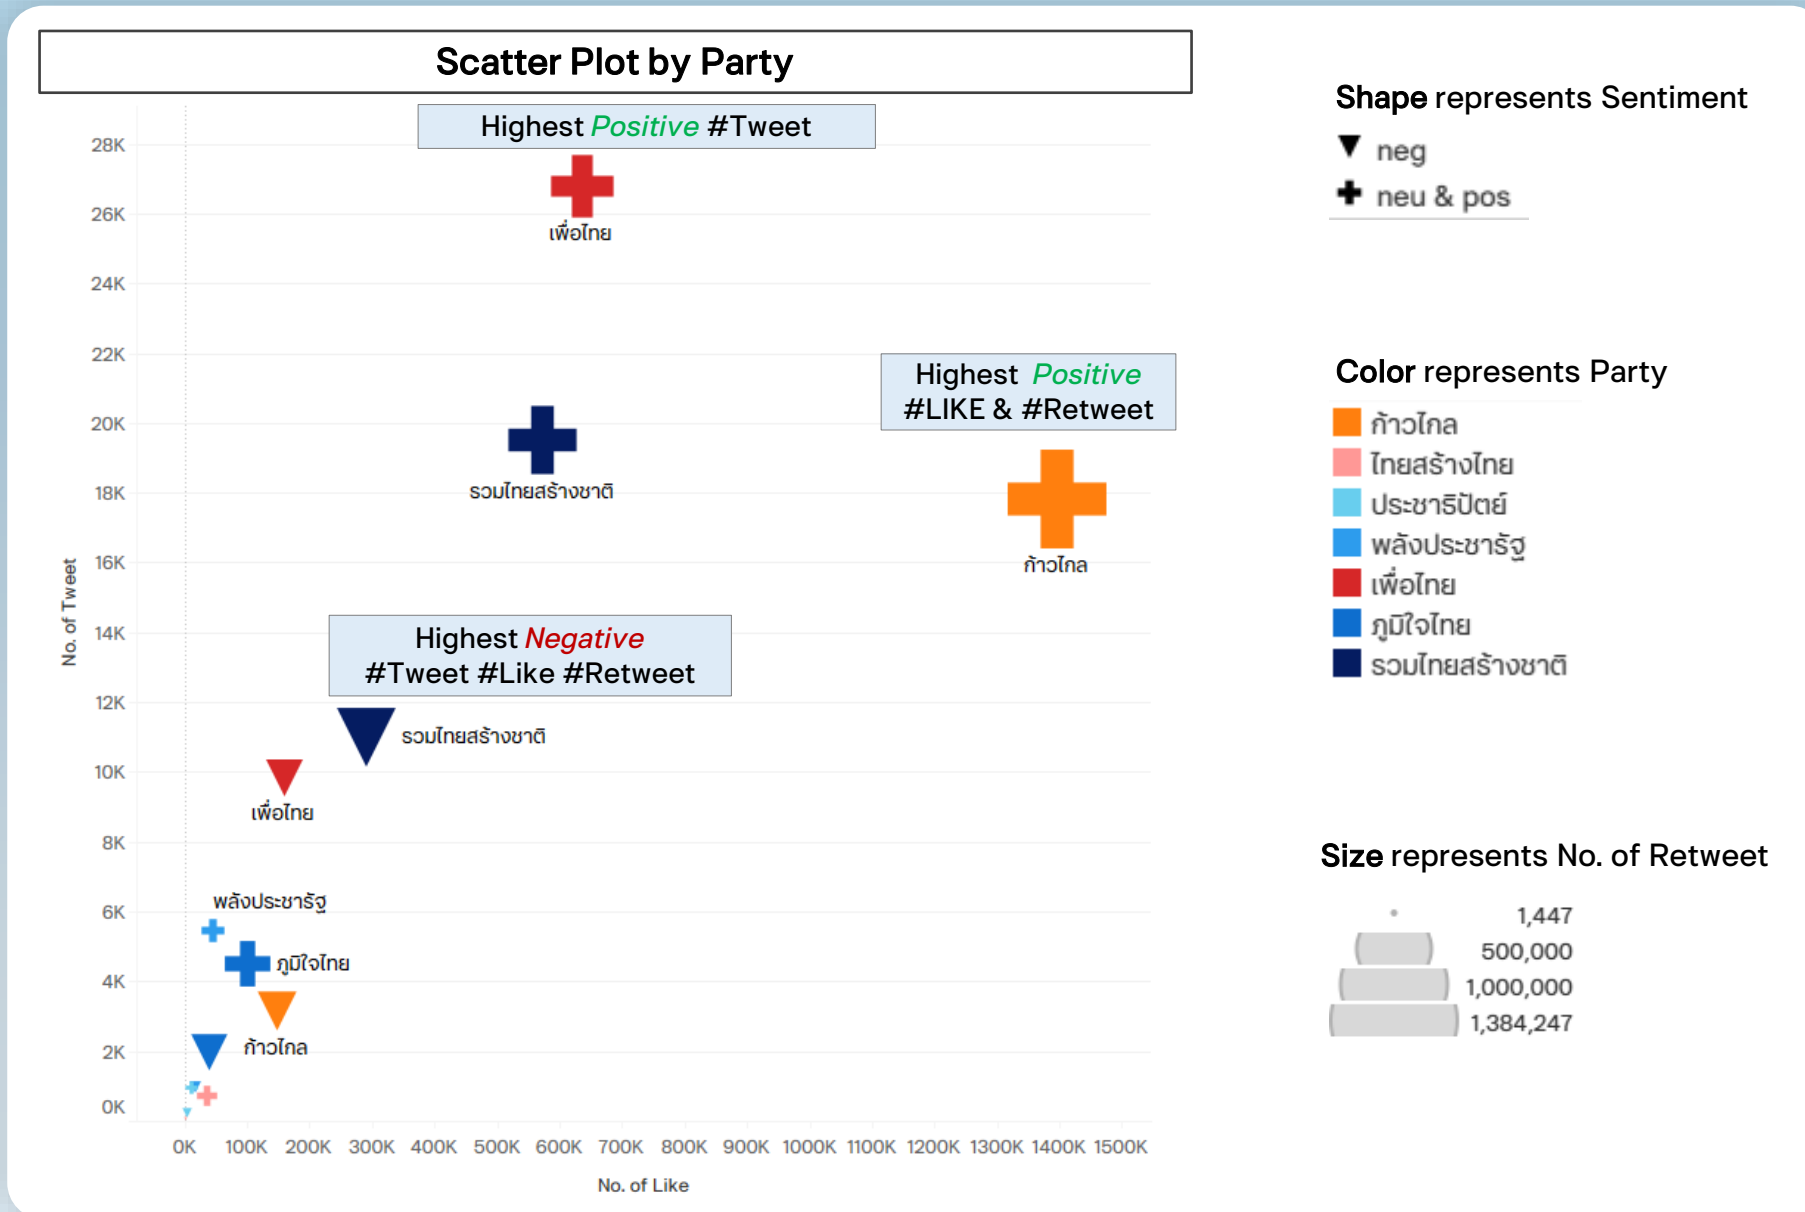 Scatter Plot by Party
Highest Positive #Tweet
28K
26K
เพื่อไทย
24K
22K
Highest Positive
#LIKE & #Retweet
20K
รวมไทยสร้างชาติ
18K
ก้าวไกล
16K
14K
Highest Negative
#Tweet #Like #Retweet
12K
รวมไทยสร้างชาติ
10K
เพื่อไทย
8K
พลังประชารัฐ
6K
ภูมิใจไทย
4K
ก้าวไกล
2K
0K
No. of Tweet
0K 100K 200K 300K 400K 500K 600K 700K 800K 900K 1000K 1100K 1200K 1300K 1400K 1500K
No. of Like
Shape represents Sentiment
neg
neu & pos
Color represents Party
ก้าวไกล
ไทยสร้างไทย
ประชาธิปัตย์
พลังประชารัฐ
เพื่อไทย
ภูมิใจไทย
รวมไทยสร้างชาติ
Size represents No. of Retweet
1,447
500,000
1,000,000
1,384,247